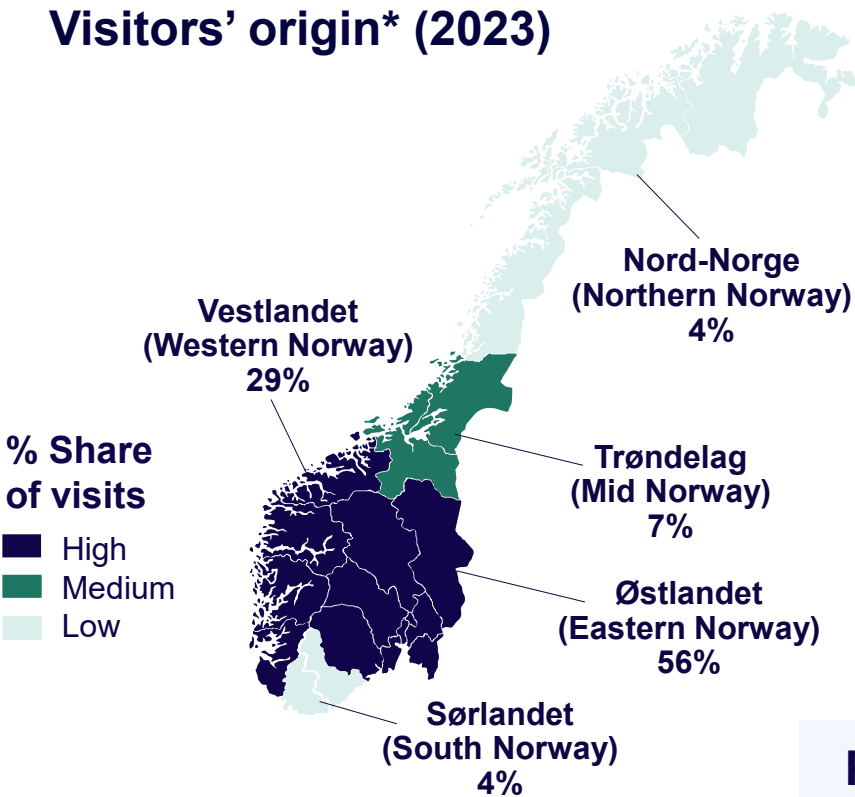 Visitors’ origin* (2023)
Nord-Norge
(Northern Norway)
4%
Vestlandet
(Western Norway)
29%
% Share
of visits
High
Medium
Low
Trøndelag
(Mid Norway)
7%
Østlandet
(Eastern Norway)
56%
Sørlandet
(South Norway)
4%